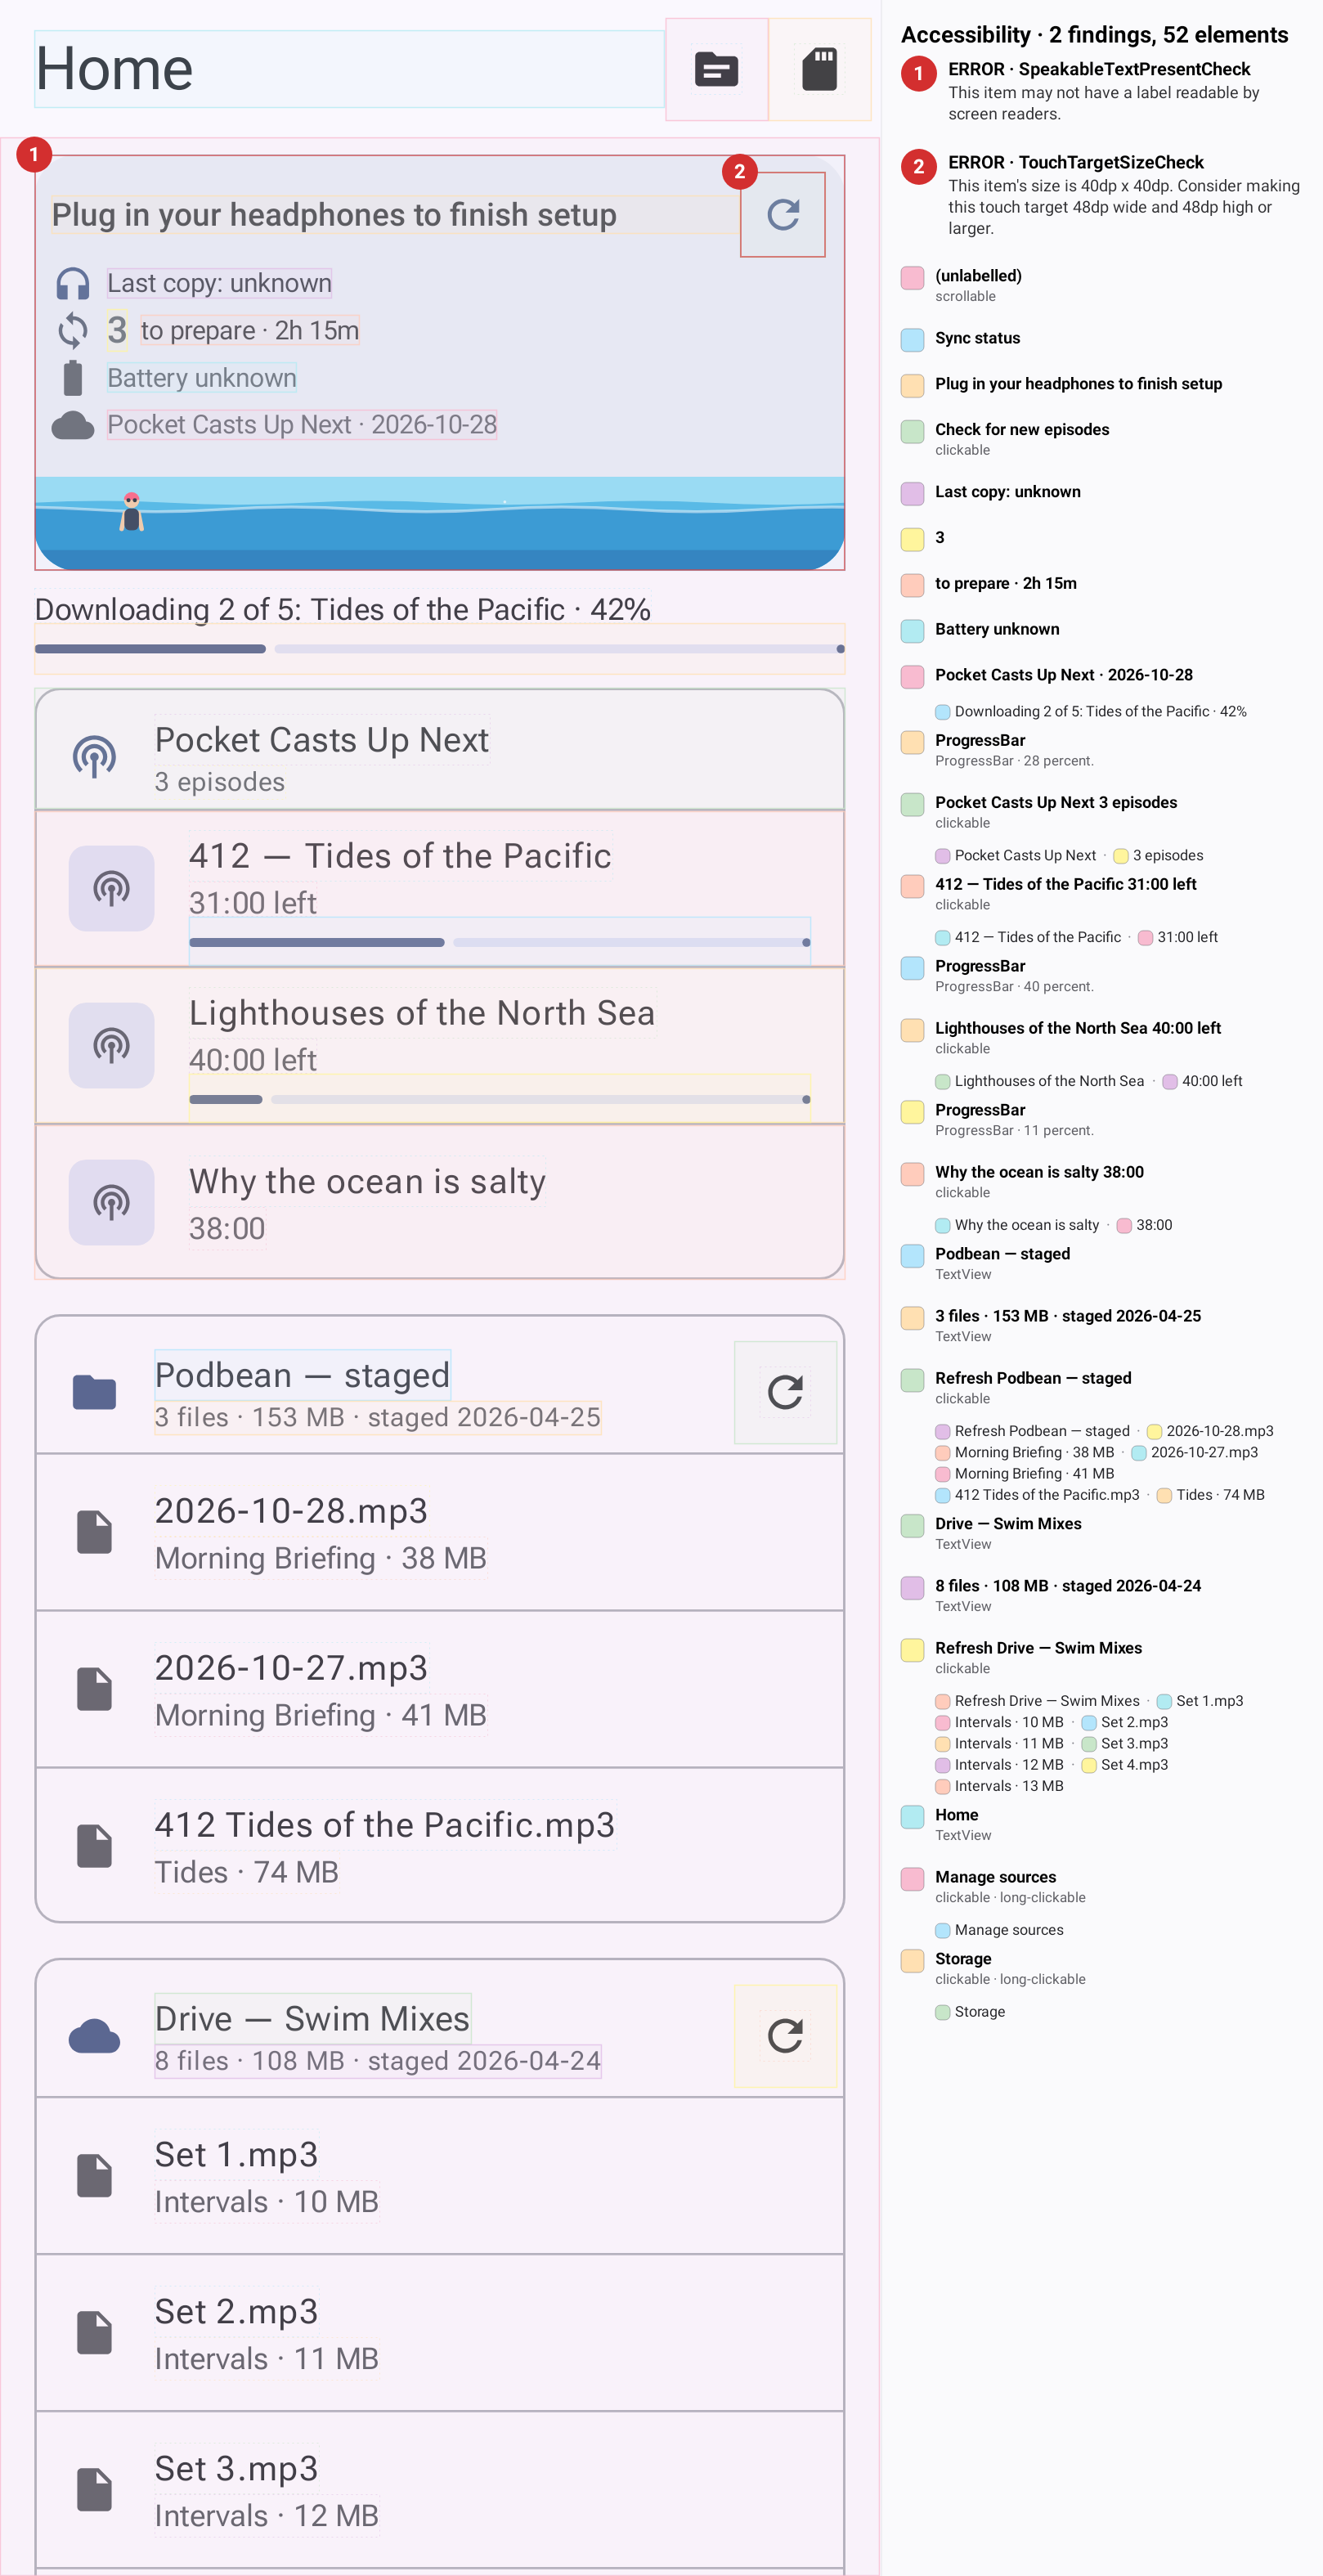 Home
Plug in your headphones to finish setup
Last copy: unknown
3 to prepare · 2h 15m
Battery unknown
Pocket Casts Up Next · 2026-10-28
Downloading 2 of 5: Tides of the Pacific · 42%
Pocket Casts Up Next
3 episodes
412 — Tides of the Pacific
31:00 left
Lighthouses of the North Sea
40:00 left
Why the ocean is salty
38:00
Podbean — staged
3 files · 153 MB · staged 2026-04-25
2026-10-28.mp3
Morning Briefing · 38 MB
2026-10-27.mp3
Morning Briefing · 41 MB
412 Tides of the Pacific.mp3
Tides · 74 MB
Drive — Swim Mixes
8 files · 108 MB · staged 2026-04-24
Set 1.mp3
Intervals · 10 MB
Set 2.mp3
Intervals · 11 MB
Set 3.mp3
Intervals · 12 MB
Accessibility · 2 findings, 52 elements
1
ERROR · SpeakableTextPresentCheck
This item may not have a label readable by
screen readers.
2
ERROR · TouchTargetSizeCheck
This item's size is 40dp x 40dp. Consider making
this touch target 48dp wide and 48dp high or
larger.
(unlabelled)
scrollable
Sync status
Plug in your headphones to finish setup
Check for new episodes
clickable
Last copy: unknown
3
to prepare · 2h 15m
Battery unknown
Pocket Casts Up Next · 2026-10-28
Downloading 2 of 5: Tides of the Pacific · 42%
ProgressBar
ProgressBar · 28 percent.
Pocket Casts Up Next 3 episodes
clickable
Pocket Casts Up Next · 3 episodes
412 — Tides of the Pacific 31:00 left
clickable
412 — Tides of the Pacific · 31:00 left
ProgressBar
ProgressBar · 40 percent.
Lighthouses of the North Sea 40:00 left
clickable
Lighthouses of the North Sea · 40:00 left
ProgressBar
ProgressBar · 11 percent.
Why the ocean is salty 38:00
clickable
Why the ocean is salty · 38:00
Podbean — staged
TextView
3 files · 153 MB · staged 2026-04-25
TextView
Refresh Podbean — staged
clickable
Refresh Podbean — staged · 2026-10-28.mp3
Morning Briefing · 38 MB · 2026-10-27.mp3
Morning Briefing · 41 MB
412 Tides of the Pacific.mp3 · Tides · 74 MB
Drive — Swim Mixes
TextView
8 files · 108 MB · staged 2026-04-24
TextView
Refresh Drive — Swim Mixes
clickable
Refresh Drive — Swim Mixes · Set 1.mp3
Intervals · 10 MB · Set 2.mp3
Intervals · 11 MB · Set 3.mp3
Intervals · 12 MB · Set 4.mp3
Intervals · 13 MB
Home
TextView
Manage sources
clickable · long-clickable
Manage sources
Storage
clickable · long-clickable
Storage